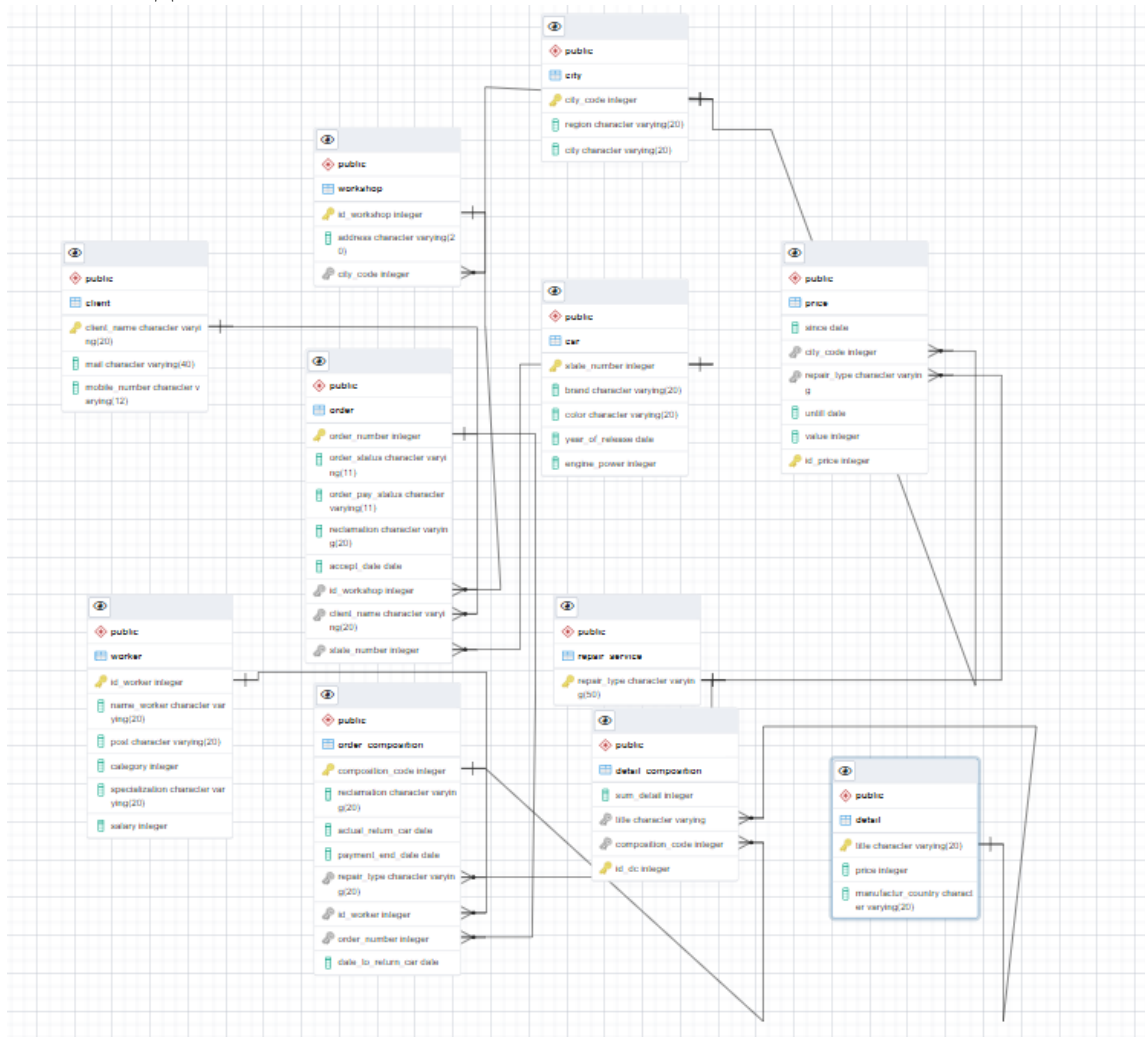 public
city
city_code integer
region character varying(20)
city character varying(20)
public
workshop
id_workshop integer
address character varying(2
0)
city_code integer
public
client
client_name character varyi
ng(20)
mail character varying(40)
mobile_number character v
arying(12)
public
order
order_number integer
order_status character varyi
ng(11)
order_pay_status character
varying(11)
reclamation character varyin
g(20)
accept_date date
id_workshop integer
client_name character varyi
ng(20)
state_number integer
public
car
state_number integer
brand character varying(20)
color character varying(20)
year_of_release date
engine_power integer
public
price
since date
city_code integer
repair_type character varyin
g
untill date
value integer
id_price integer
public
worker
id_worker integer
name_worker character var
ying(20)
post character varying(20)
category integer
specialization character var
ying(20)
salary integer
public
order_composition
composition_code integer
reclamation character varyin
g(20)
actual_return_car date
payment_end_date date
repair_type character varyin
g(20)
id_worker integer
order_number integer
date_to_return_car date
public
repair_service
repair_type character varyin
g(50)
public
detail_composition
sum_detail integer
title character varying
composition_code integer
id_dc integer
public
detail
title character varying(20)
price integer
manufactur_country charact
er varying(20)